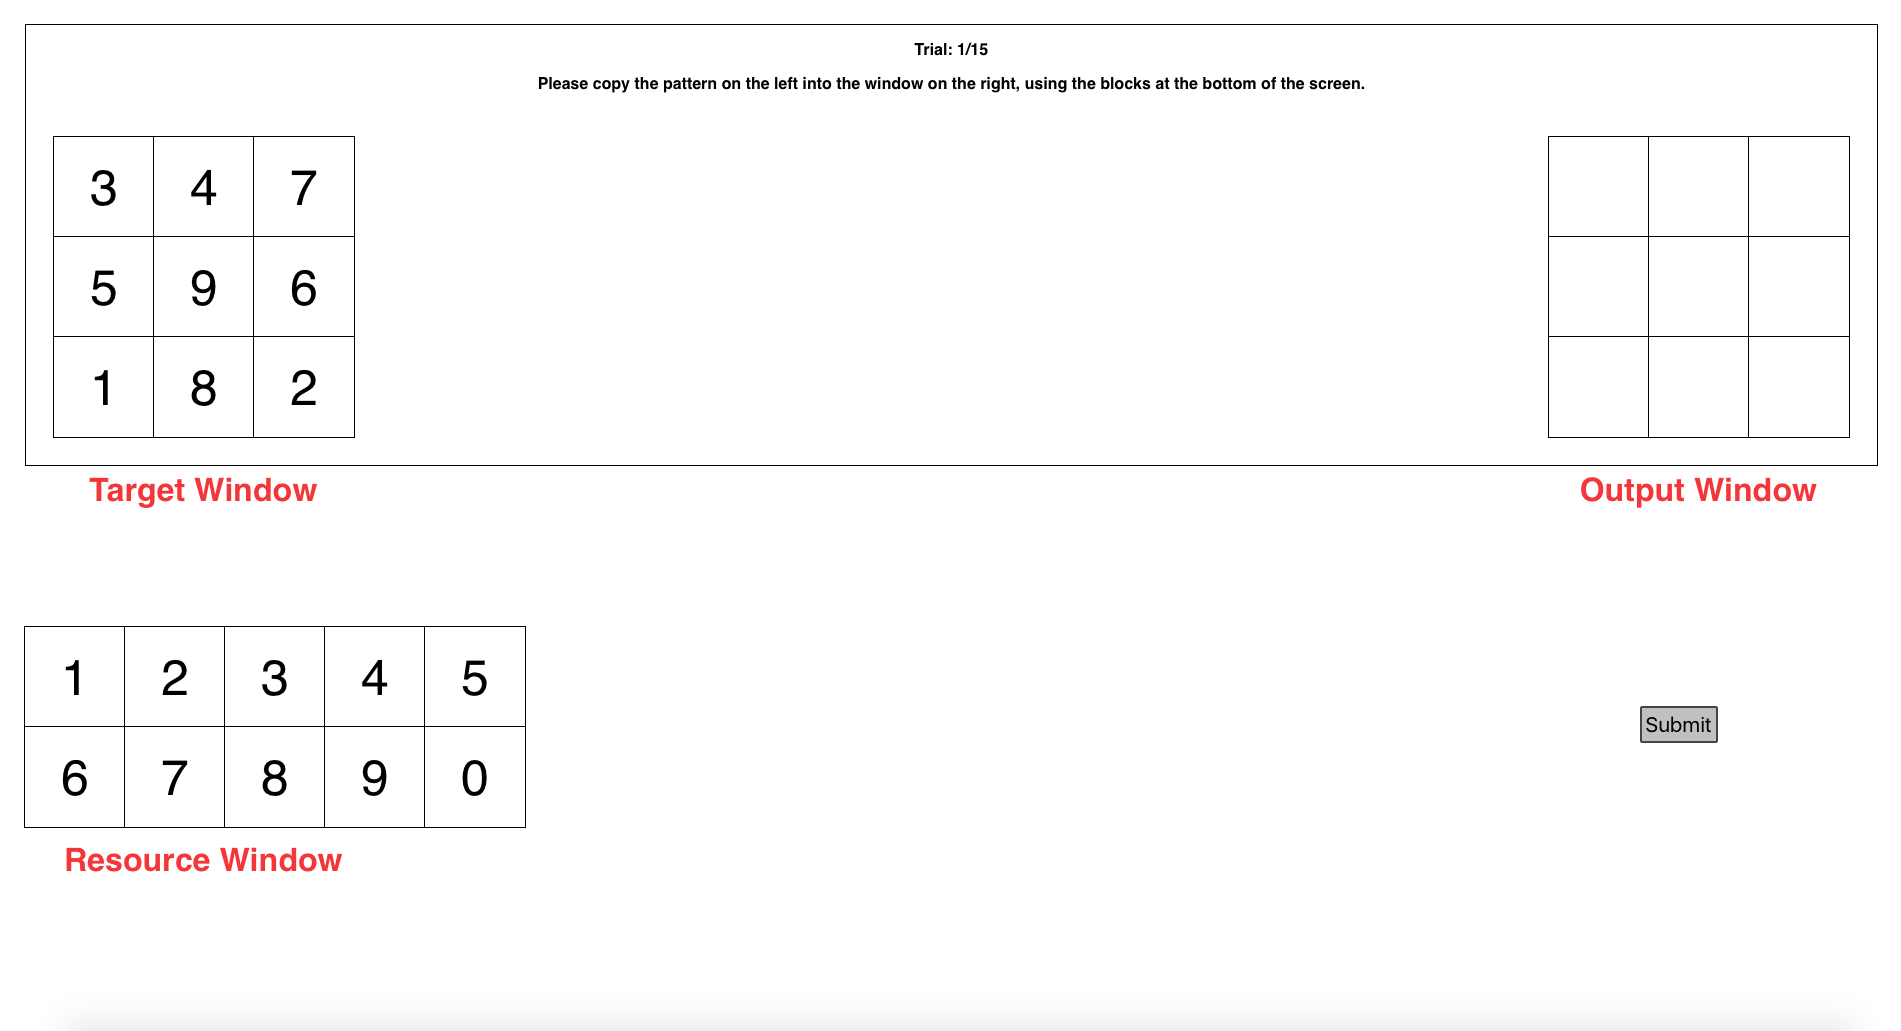 Trial: 1/15
Please copy the pattern on the left into the window on the right, using the blocks at the bottom of the screen.
3 4 7
5 9 6
1 8 2
Target Window
Output Window
1 2 3 4 5
6 7 8 9 0
Submit
Resource Window